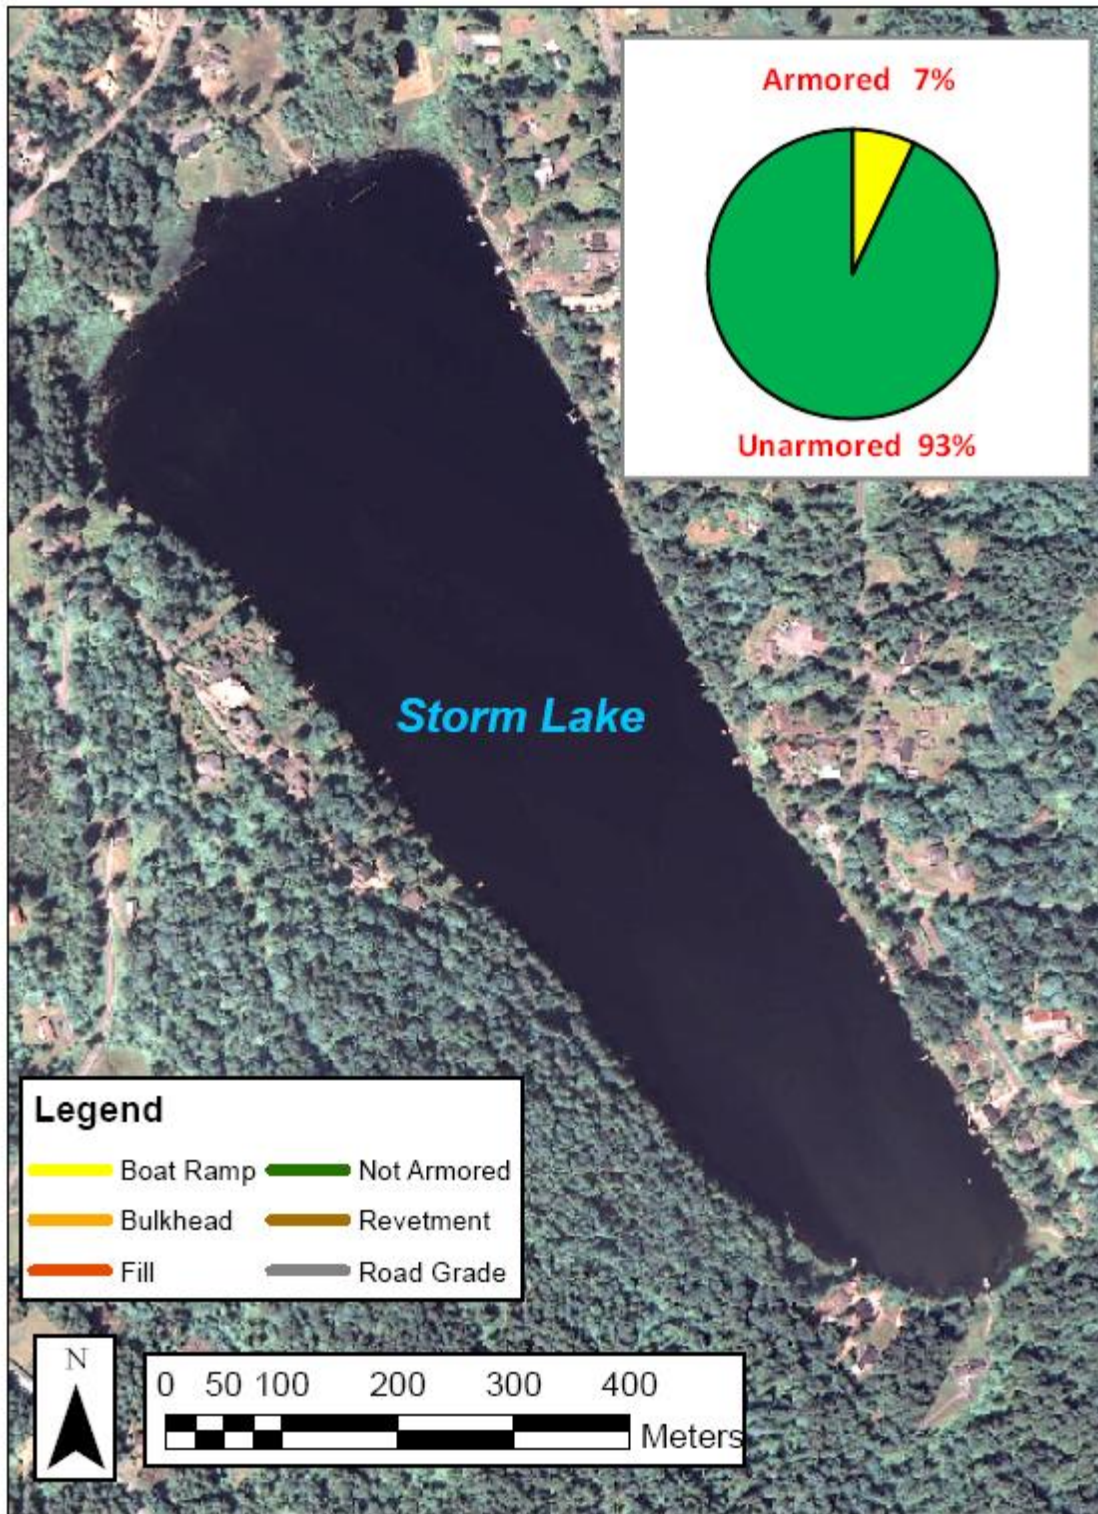 Armored 7%
Unarmored 93%
Storm Lake
Legend
Boat Ramp Not Armored
Bulkhead Revetment
Fill Road Grade
N
0 50 100 200 300 400
Meters